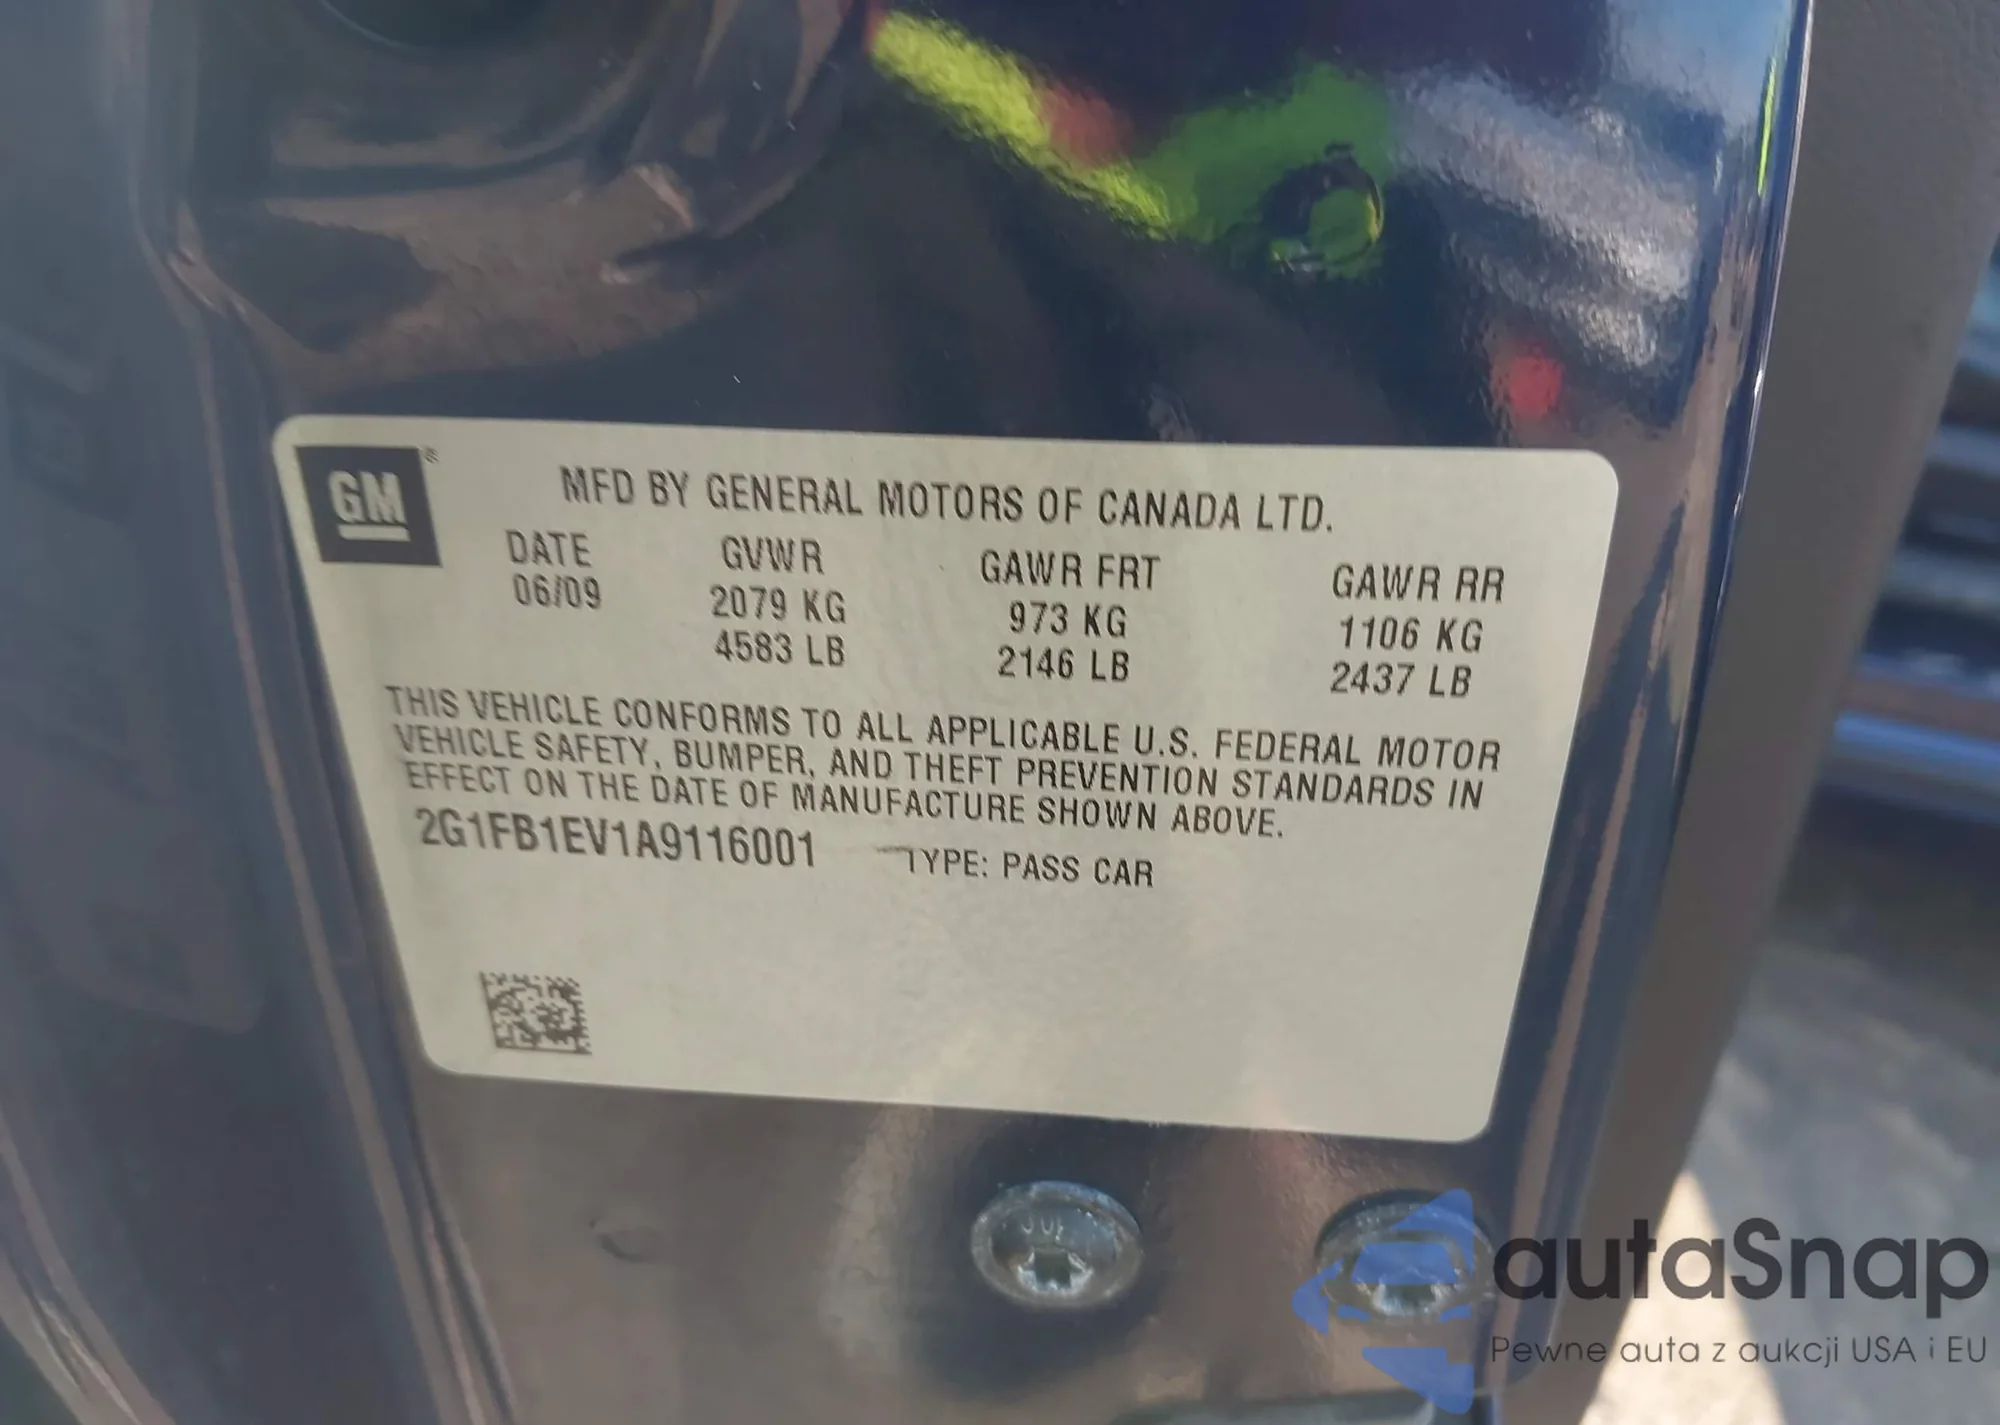 GM®
MFD BY GENERAL MOTORS OF CANADA LTD.
DATE GVWR GAWR FRT GAWR RR
06/09 2079 KG 973 KG 1106 KG
4583 LB 2146 LB 2437 LB
THIS VEHICLE CONFORMS TO ALL APPLICABLE U.S. FEDERAL MOTOR
VEHICLE SAFETY, BUMPER, AND THEFT PREVENTION STANDARDS IN
EFFECT ON THE DATE OF MANUFACTURE SHOWN ABOVE.
2G1FB1EV1A9116001 TYPE: PASS CAR
autaSnap
Pewne auta z aukcji USA i EU